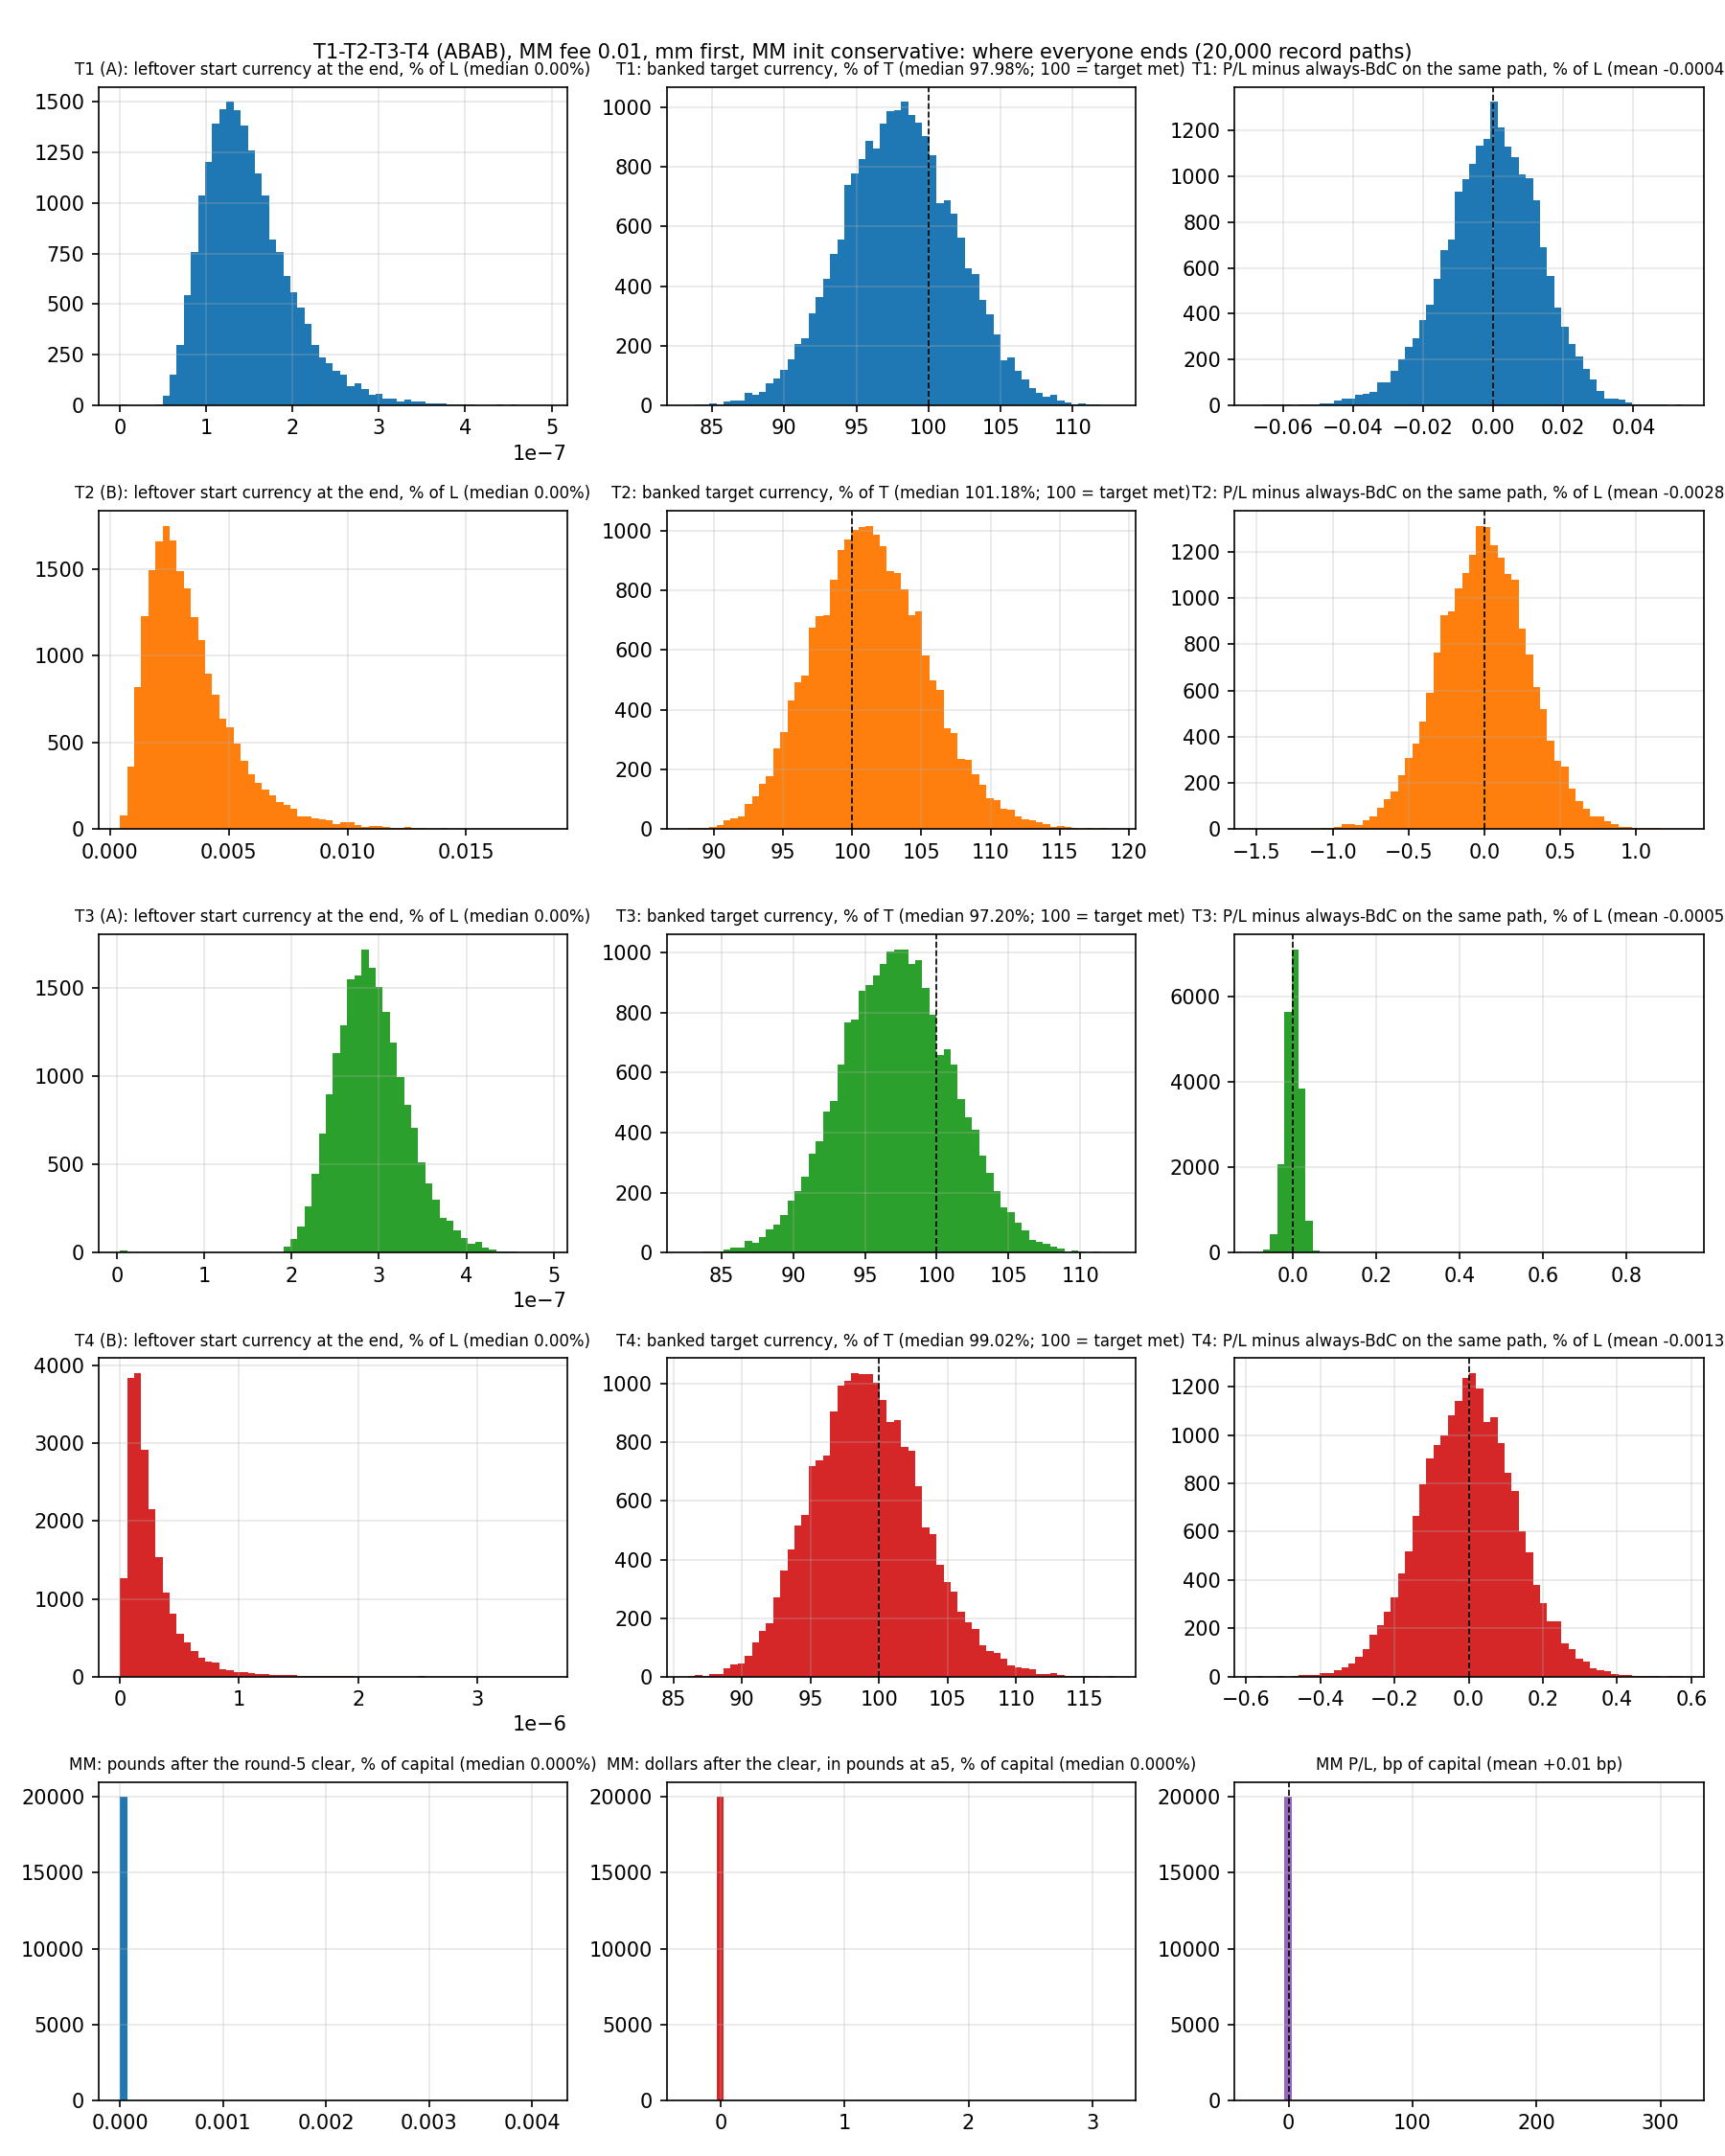 T1-T2-T3-T4 (ABAB), MM fee 0.01, mm first, MM init conservative: where everyone ends (20,000 record paths)
T1 (A): leftover start currency at the end, % of L (median 0.00%)
T1: banked target currency, % of T (median 97.98%; 100 = target met)
T1: P/L minus always-BdC on the same path, % of L (mean -0.0004
1500
1250
1000
750
500
250
0
0 1 2 3 4 5
1e−7
1000
800
600
400
200
0
85 90 95 100 105 110
1200
1000
800
600
400
200
0
−0.06 −0.04 −0.02 0.00 0.02 0.04
T2 (B): leftover start currency at the end, % of L (median 0.00%)
T2: banked target currency, % of T (median 101.18%; 100 = target met)
T2: P/L minus always-BdC on the same path, % of L (mean -0.0028
1500
1000
500
0
0.000 0.005 0.010 0.015
1000
800
600
400
200
0
90 95 100 105 110 115 120
1200
1000
800
600
400
200
0
−1.5 −1.0 −0.5 0.0 0.5 1.0
T3 (A): leftover start currency at the end, % of L (median 0.00%)
T3: banked target currency, % of T (median 97.20%; 100 = target met)
T3: P/L minus always-BdC on the same path, % of L (mean -0.0005
1500
1000
500
0
0 1 2 3 4 5
1e−7
1000
800
600
400
200
0
85 90 95 100 105 110
6000
4000
2000
0
0.0 0.2 0.4 0.6 0.8
T4 (B): leftover start currency at the end, % of L (median 0.00%)
T4: banked target currency, % of T (median 99.02%; 100 = target met)
T4: P/L minus always-BdC on the same path, % of L (mean -0.0013
4000
3000
2000
1000
0
0 1 2 3
1e−6
1000
800
600
400
200
0
85 90 95 100 105 110 115
1200
1000
800
600
400
200
0
−0.6 −0.4 −0.2 0.0 0.2 0.4 0.6
MM: pounds after the round-5 clear, % of capital (median 0.000%)
MM: dollars after the clear, in pounds at a5, % of capital (median 0.000%)
MM P/L, bp of capital (mean +0.01 bp)
20000
15000
10000
5000
0
0.000 0.001 0.002 0.003 0.004
20000
15000
10000
5000
0
0 1 2 3
20000
15000
10000
5000
0
0 100 200 300